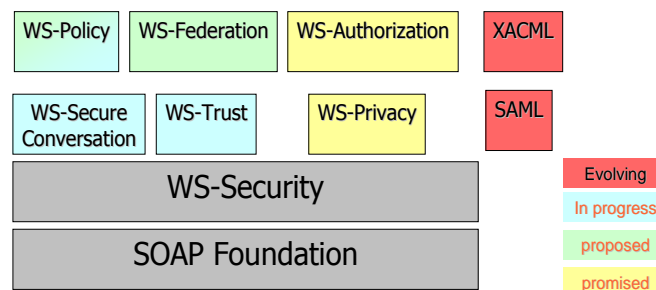 WS-Policy WS-Federation WS-Authorization XACML
WS-Secure Conversation WS-Trust WS-Privacy SAML
WS-Security
SOAP Foundation
Evolving
In progress
proposed
promised